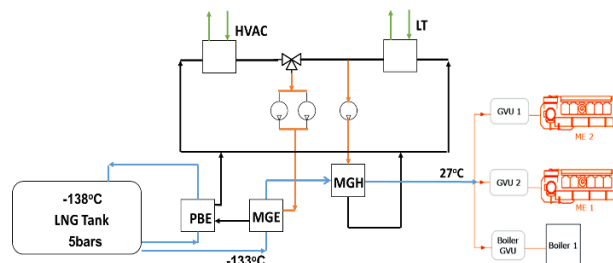 HVAC
LT
GVU 1
ME 2
-138°C
LNG Tank
5bars
PBE
MGE
MGH
27°C
GVU 2
ME 1
-133°C
Boiler
GVU
Boiler 1